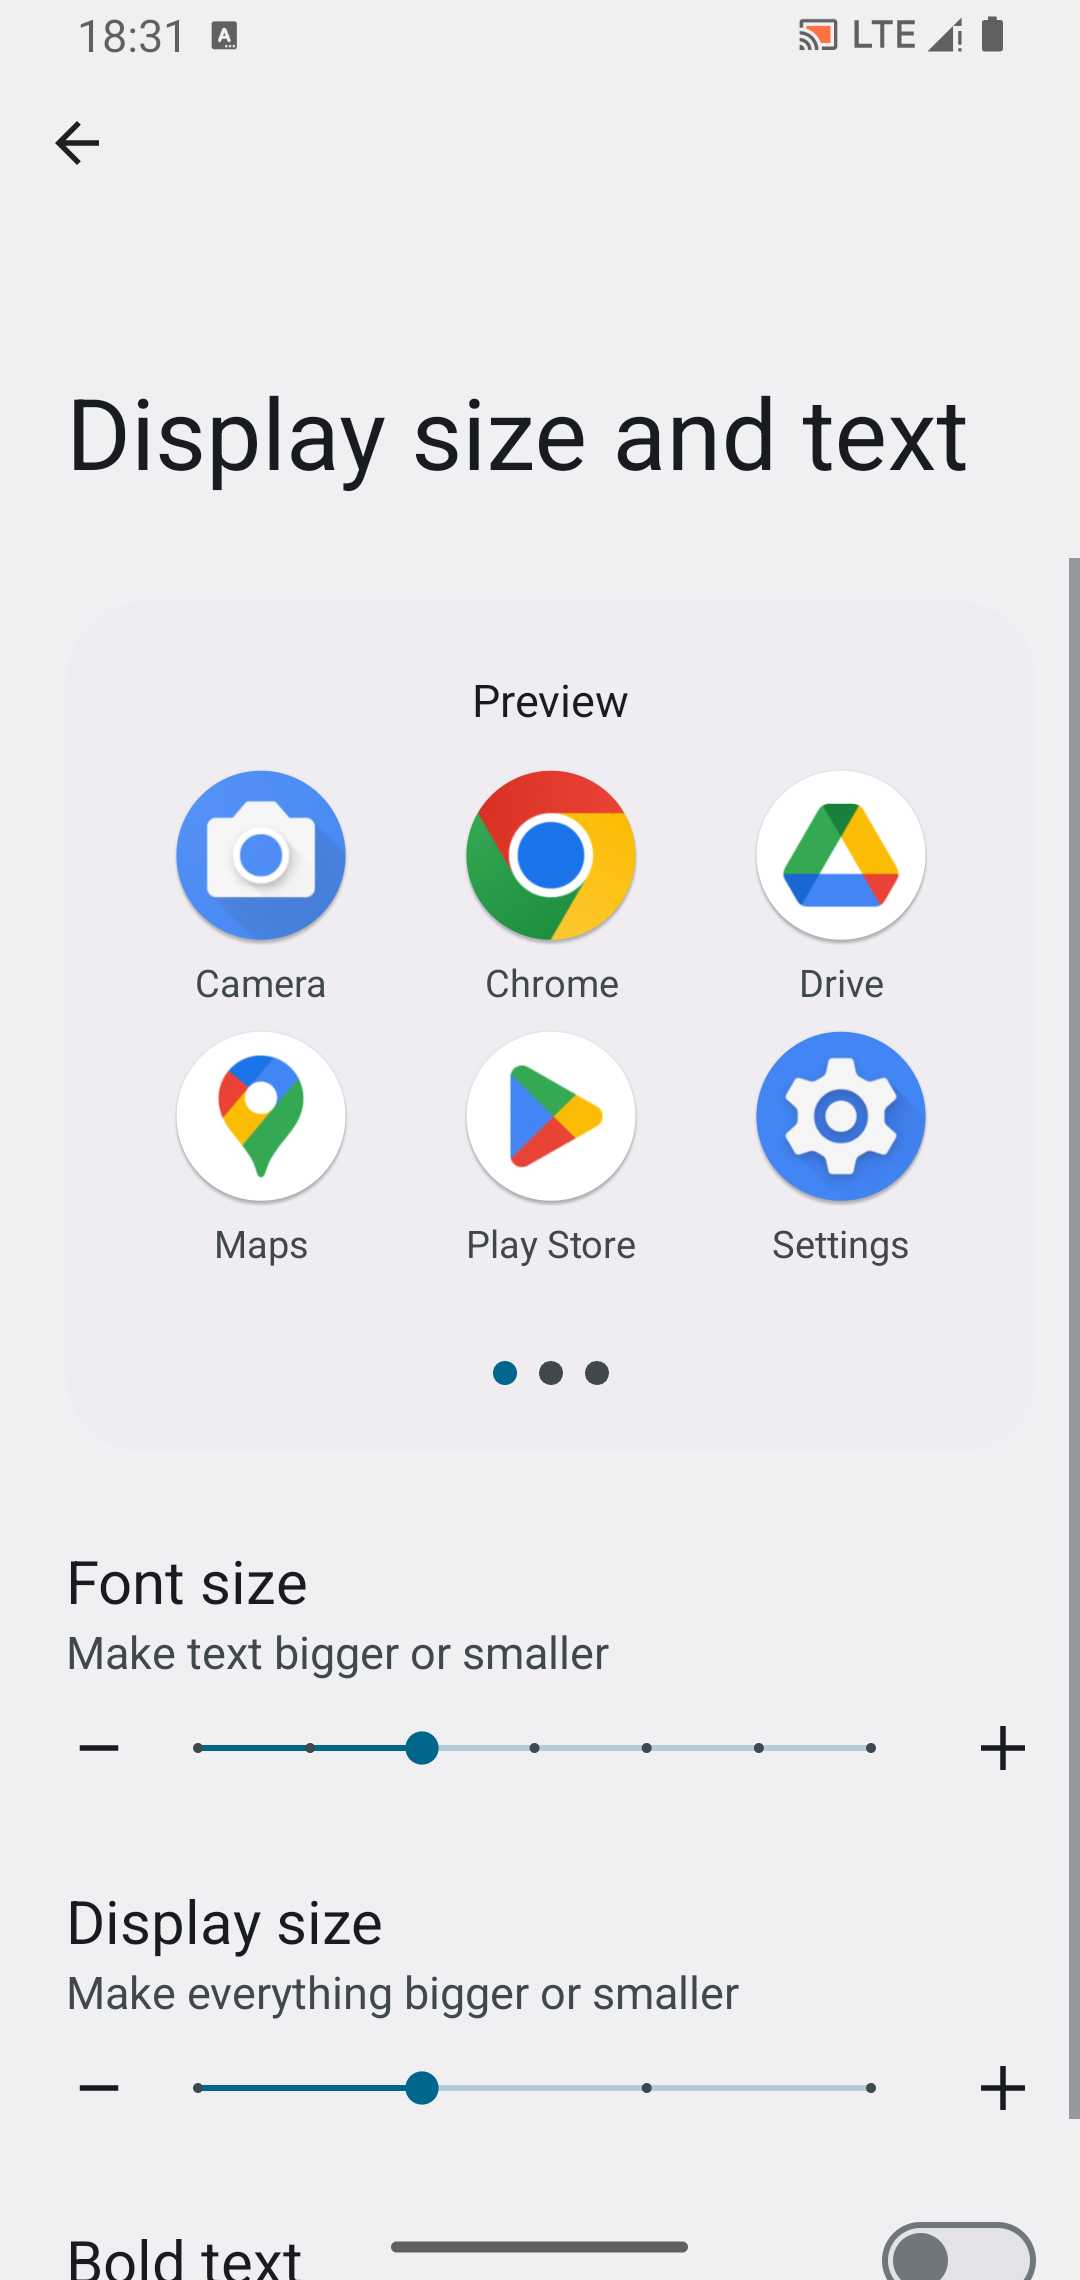 18:31 A LTE
Display size and text
Preview
Camera Chrome Drive
Maps Play Store Settings
Font size
Make text bigger or smaller
Display size
Make everything bigger or smaller
Bold text